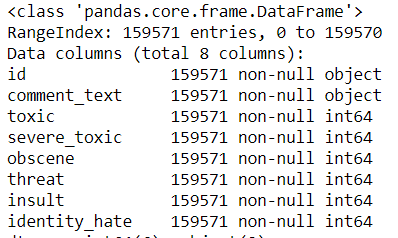 <class 'pandas.core.frame.DataFrame'>
RangeIndex: 159571 entries, 0 to 159570
Data columns (total 8 columns):
id 159571 non-null object
comment_text 159571 non-null object
toxic 159571 non-null int64
severe_toxic 159571 non-null int64
obscene 159571 non-null int64
threat 159571 non-null int64
insult 159571 non-null int64
identity_hate 159571 non-null int64